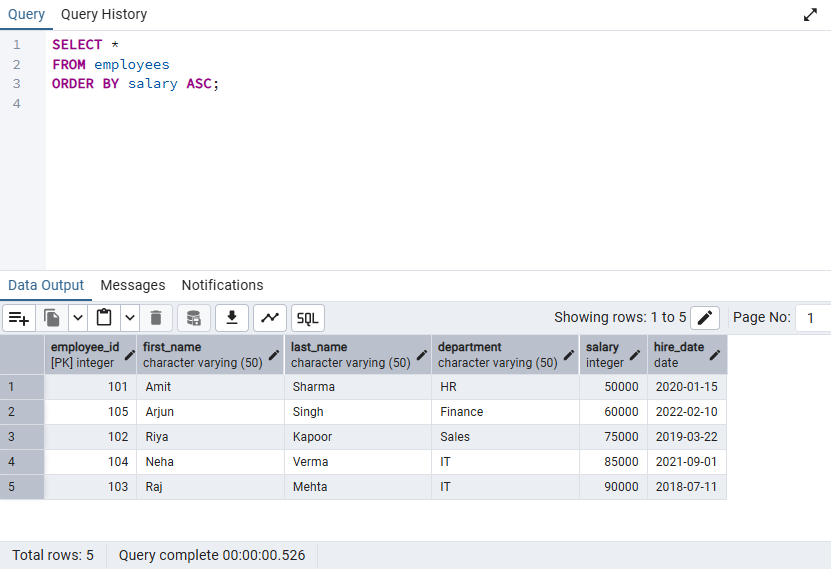 Query Query History
1 SELECT *
2 FROM employees
3 ORDER BY salary ASC;
4
Data Output Messages Notifications
SQL Showing rows: 1 to 5 Page No: 1
employee_id first_name last_name department salary hire_date
[PK] integer character varying (50) character varying (50) character varying (50) integer date
1 101 Amit Sharma HR 50000 2020-01-15
2 105 Arjun Singh Finance 60000 2022-02-10
3 102 Riya Kapoor Sales 75000 2019-03-22
4 104 Neha Verma IT 85000 2021-09-01
5 103 Raj Mehta IT 90000 2018-07-11
Total rows: 5 Query complete 00:00:00.526